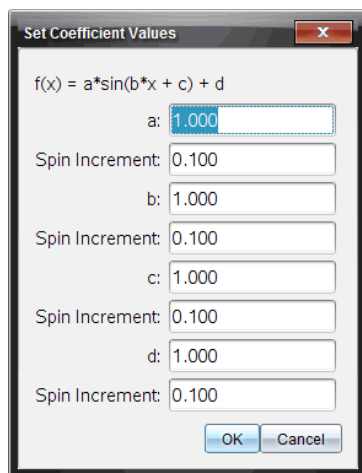 Set Coefficient Values
f(x) = a*sin(b*x + c) + d
a: 1.000
Spin Increment: 0.100
b: 1.000
Spin Increment: 0.100
c: 1.000
Spin Increment: 0.100
d: 1.000
Spin Increment: 0.100
OK Cancel